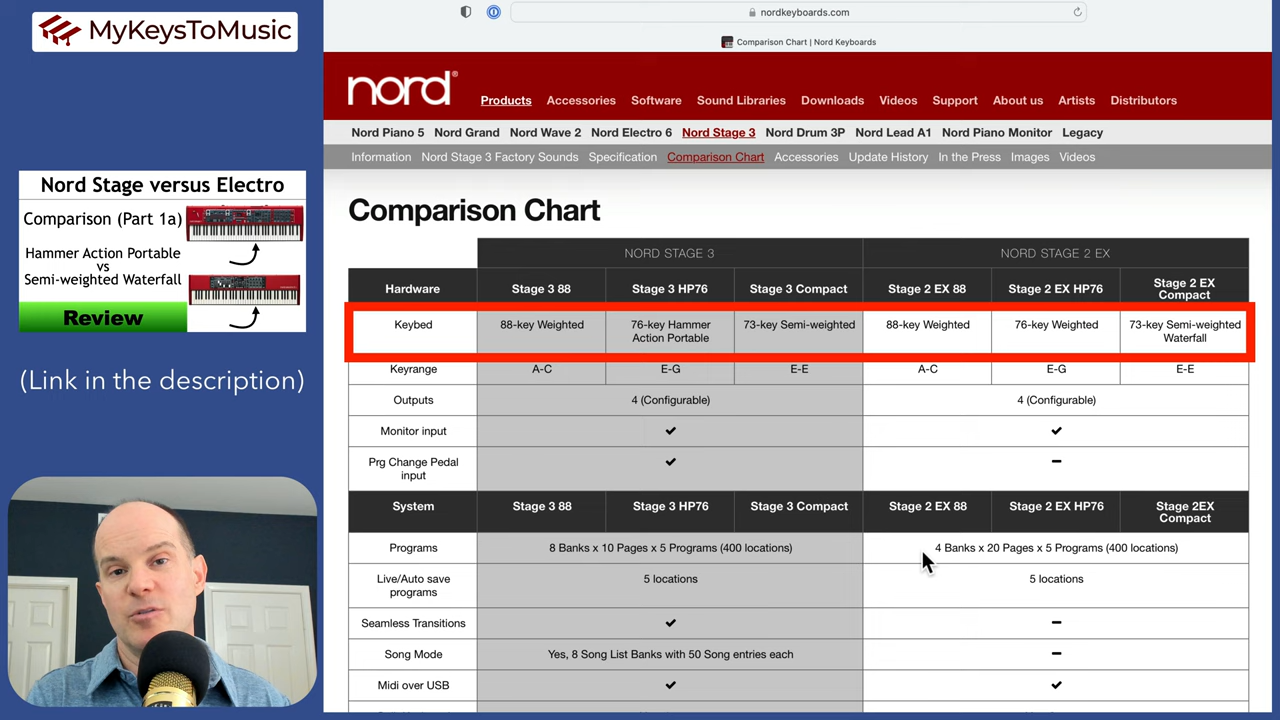 MyKeysToMusic
Nord Stage versus Electro
Comparison (Part 1a)
Hammer Action Portable
vs
Semi-weighted Waterfall
Review
(Link in the description)
nordkeyboards.com
Comparison Chart | Nord Keyboards
nord®
Products Accessories Software Sound Libraries Downloads Videos Support About us Artists Distributors
Nord Piano 5 Nord Grand Nord Wave 2 Nord Electro 6 Nord Stage 3 Nord Drum 3P Nord Lead A1 Nord Piano Monitor Legacy
Information Nord Stage 3 Factory Sounds Specification Comparison Chart Accessories Update History In the Press Images Videos
Comparison Chart
NORD STAGE 3 NORD STAGE 2 EX
Hardware Stage 3 88 Stage 3 HP76 Stage 3 Compact Stage 2 EX 88 Stage 2 EX HP76 Stage 2 EX
Compact
Keybed 88-key Weighted 76-key Hammer 73-key Semi-weighted 88-key Weighted 76-key Weighted 73-key Semi-weighted
Action Portable Waterfall
Keyrange A-C E-G E-E A-C E-G E-E
Outputs 4 (Configurable) 4 (Configurable)
Monitor input ✔ ✔
Prg Change Pedal ✔ –
input
System Stage 3 88 Stage 3 HP76 Stage 3 Compact Stage 2 EX 88 Stage 2 EX HP76 Stage 2EX
Compact
Programs 8 Banks x 10 Pages x 5 Programs (400 locations) 4 Banks x 20 Pages x 5 Programs (400 locations)
Live/Auto save 5 locations 5 locations
programs
Seamless Transitions ✔ –
Song Mode Yes, 8 Song List Banks with 50 Song entries each –
Midi over USB ✔ ✔